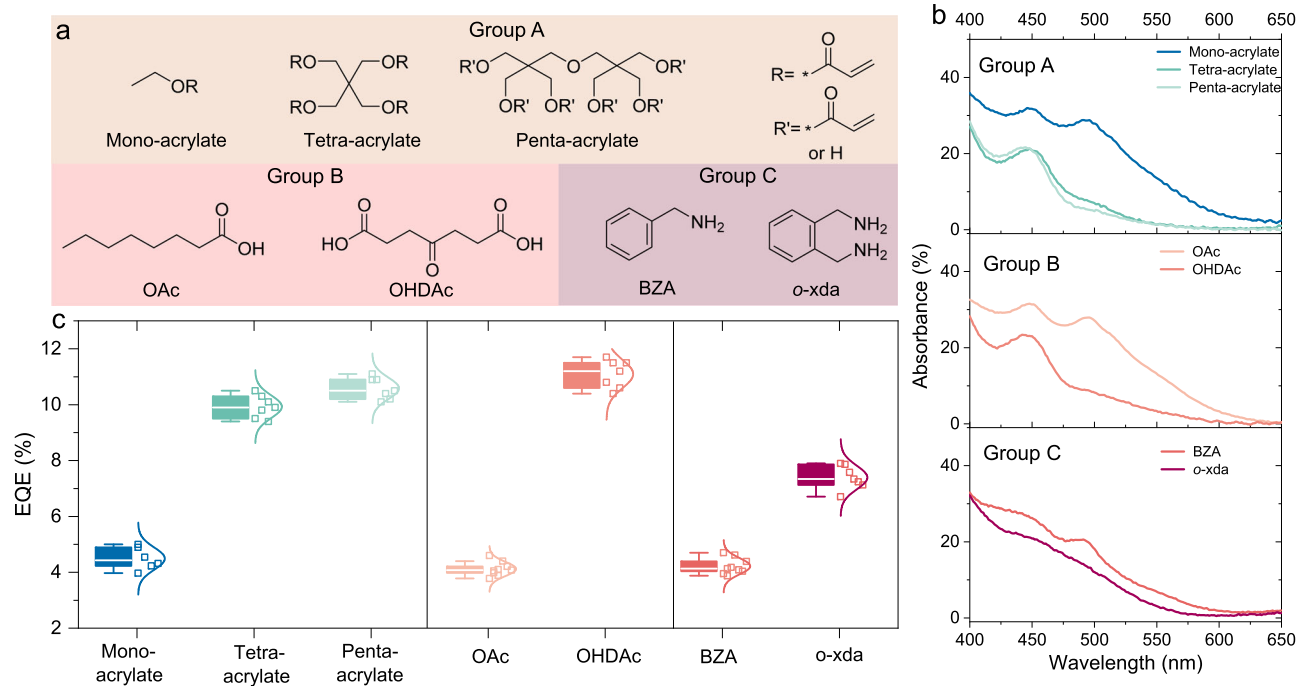 a
Group A
OR
Mono-acrylate
RO OR
RO OR
Tetra-acrylate
R'O O OR'
OR' OR' OR' OR'
Penta-acrylate
O
R= *
O
R'= *
or H
Group B
O
OH
OAc
O O
HO OH
O
OHDAc
Group C
NH2
BZA
NH2
NH2
o-xda
b
400 450 500 550 600 650
Group A
Mono-acrylate
Tetra-acrylate
Penta-acrylate
40
20
0
Group B
OAc
OHDAc
40
20
0
Group C
BZA
o-xda
40
20
0
400 450 500 550 600 650
Wavelength (nm)
Absorbance (%)
c
12
10
8
6
4
2
EQE (%)
Mono-
acrylate
Tetra-
acrylate
Penta-
acrylate
OAc
OHDAc
BZA
o-xda